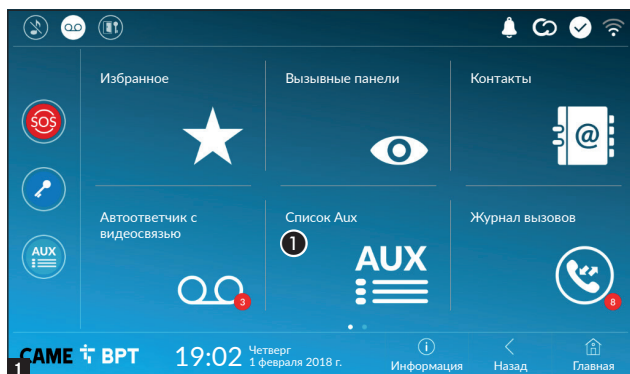 Избранное
Вызывные панели
Контакты
SOS
@
Автоответчик с
видеосвязью
Список Aux
Журнал вызовов
1
AUX
AUX
3
8
CAME BPT
19:02
Четверг
1 февраля 2018 г.
i
Информация
Назад
Главная
1